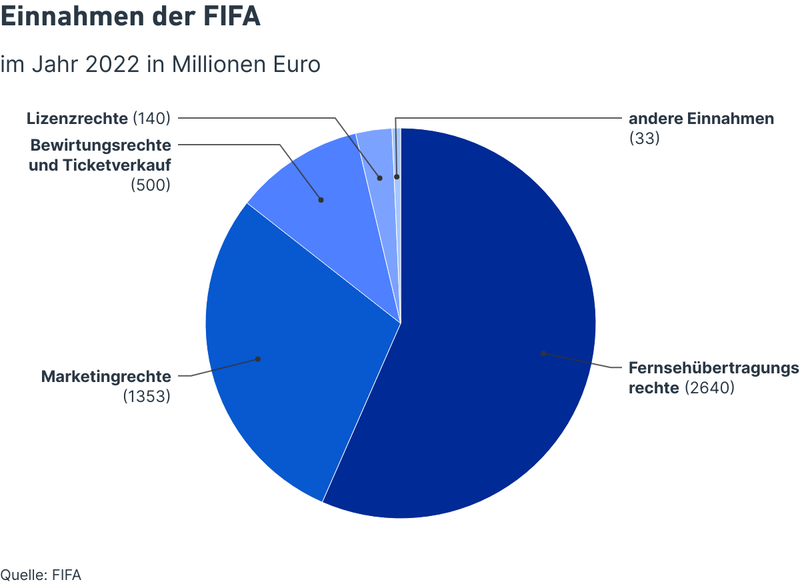 Einnahmen der FIFA
im Jahr 2022 in Millionen Euro
Lizenzrechte (140)
Bewirtungsrechte
und Ticketverkauf
(500)
Marketingrechte
(1353)
andere Einnahmen
(33)
Fernsehübertragungs
rechte (2640)
Quelle: FIFA